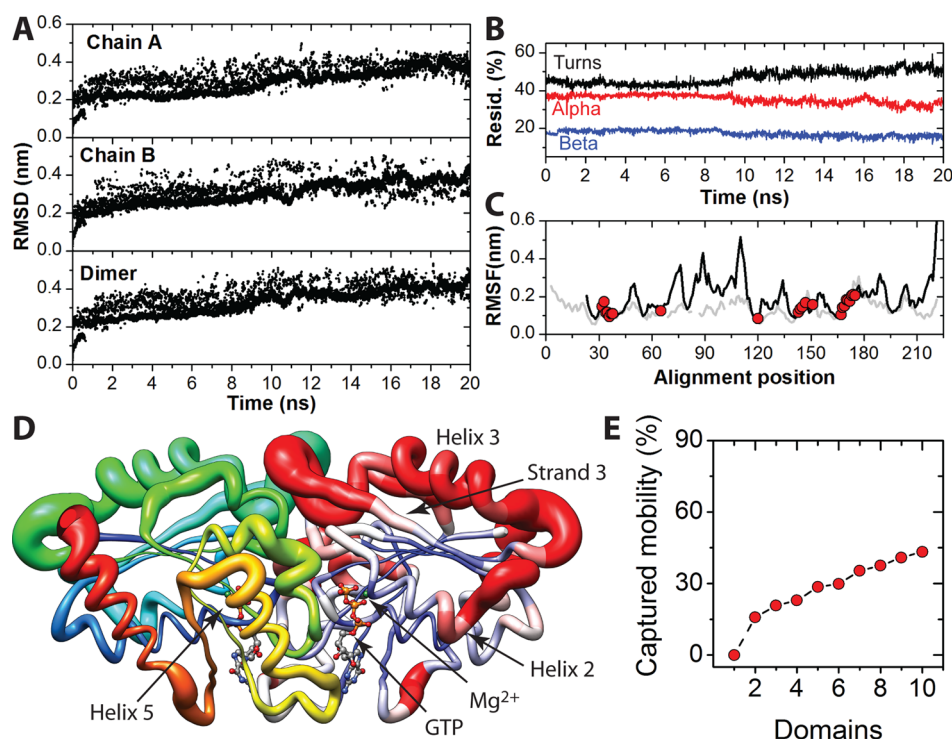 A
0.6
Chain A
0.4
0.2
0.0
Chain B
0.4
0.2
0.0
Dimer
0.4
0.2
0.0
RMSD (nm)
0 2 4 6 8 10 12 14 16 18 20
Time (ns)
B
60
40
20
Resid. (%)
Turns
Alpha
Beta
0 2 4 6 8 10 12 14 16 18 20
Time (ns)
C
0.6
0.4
0.2
0.0
RMSF(nm)
0 30 60 90 120 150 180 210
Alignment position
D
Helix 3
Strand 3
Helix 2
Mg2+
GTP
Helix 5
E
90
60
30
0
Captured mobility (%)
2 4 6 8 10
Domains